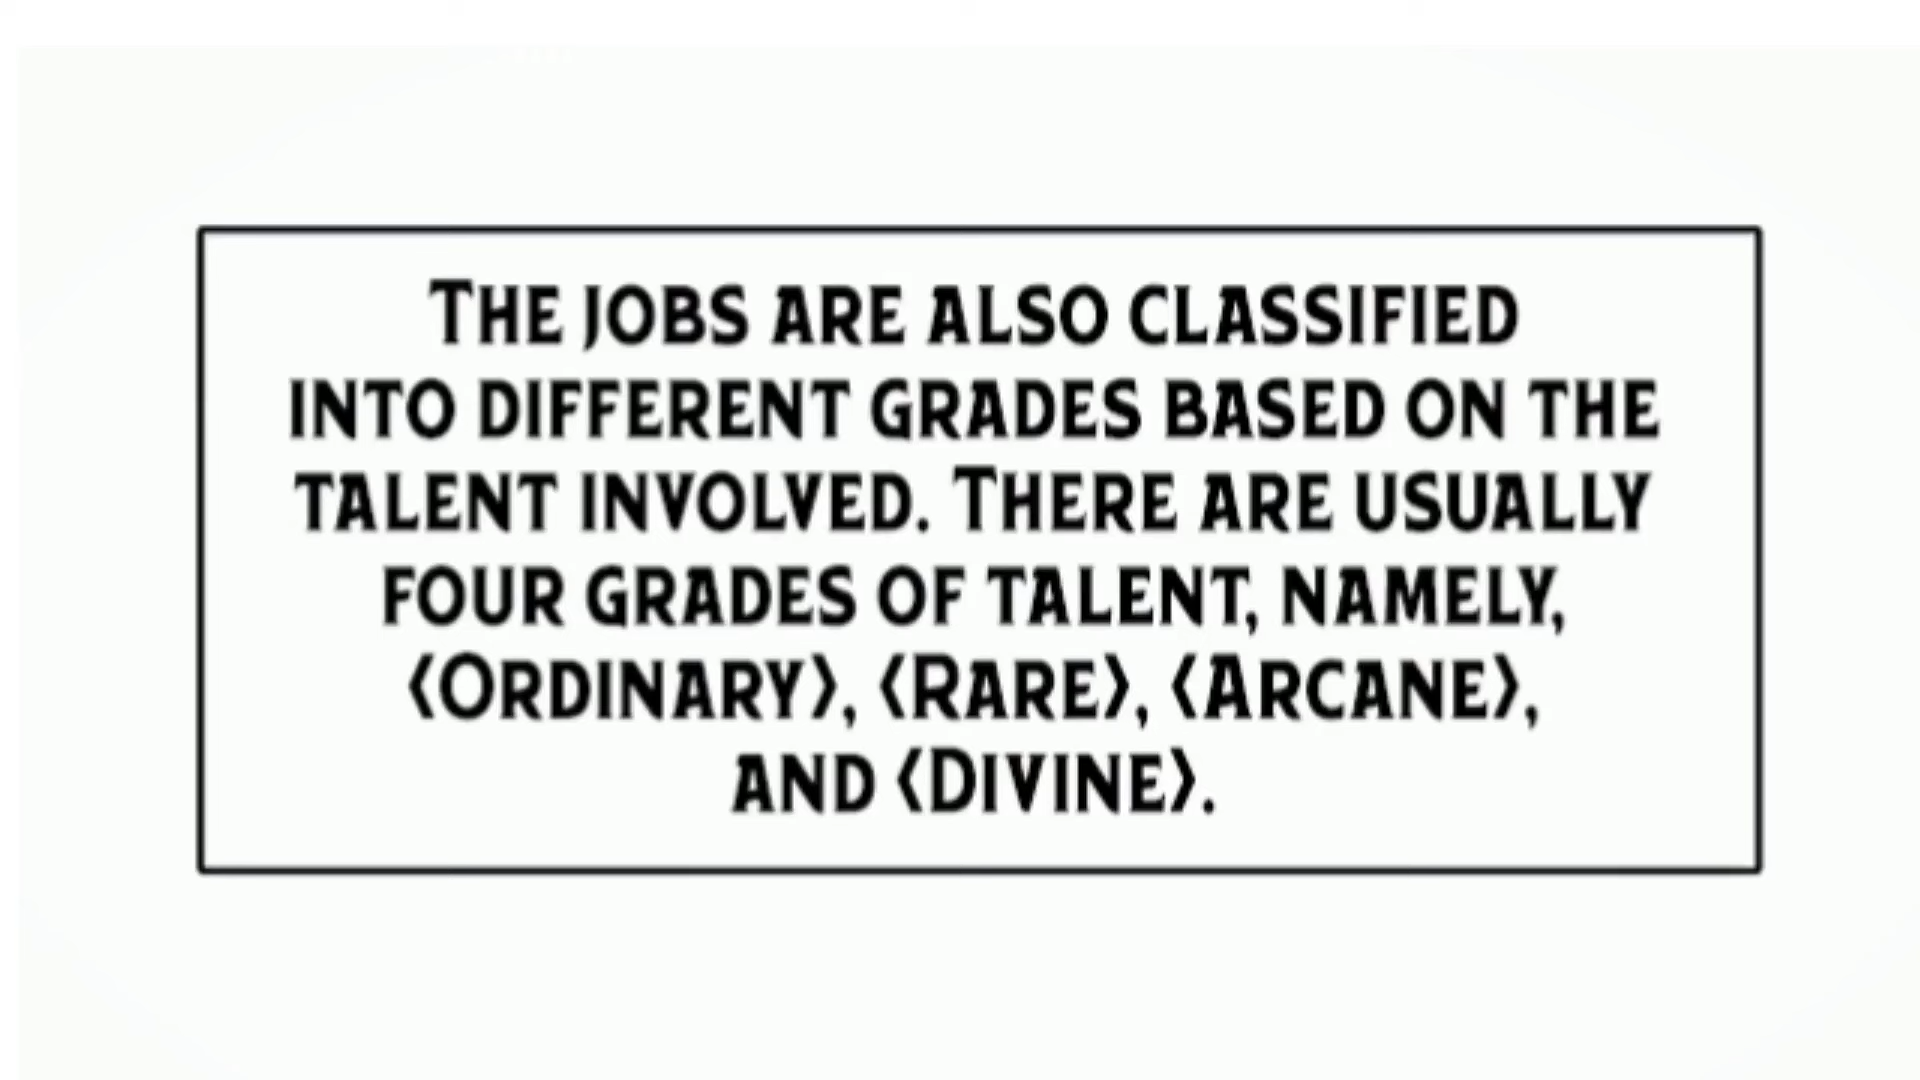 The jobs are also classified
into different grades based on the
talent involved. There are usually
four grades of talent, namely,
〈Ordinary〉, 〈Rare〉, 〈Arcane〉,
and 〈Divine〉.